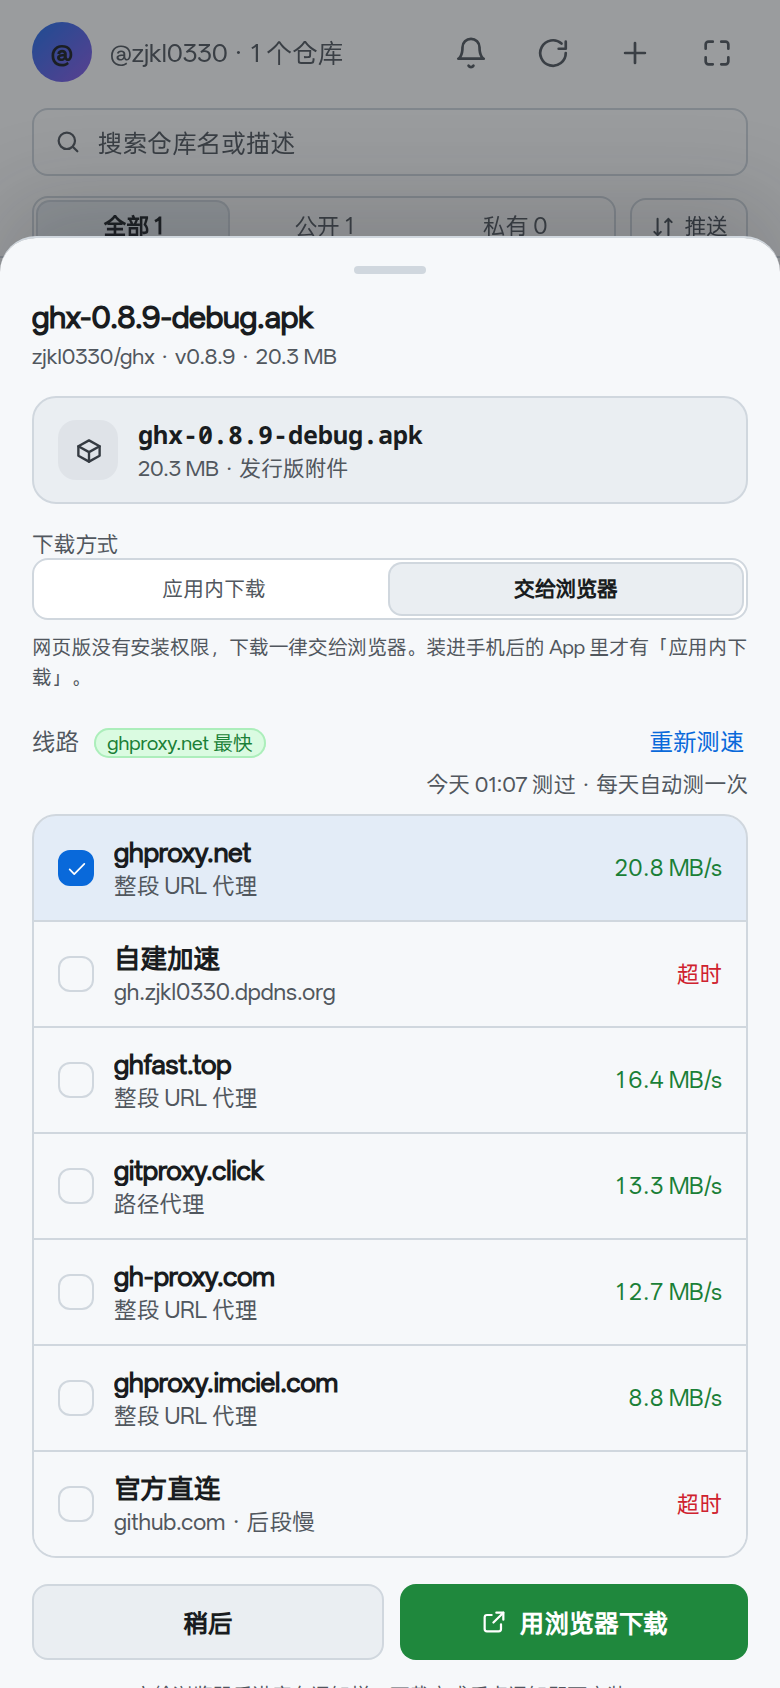 @ @zjkl0330 · 1 个仓库
搜索仓库名或描述
全部 1 公开 1 私有 0 推送
ghx-0.8.9-debug.apk
zjkl0330/ghx · v0.8.9 · 20.3 MB
ghx-0.8.9-debug.apk
20.3 MB · 发行版附件
下载方式
应用内下载 交给浏览器
网页版没有安装权限，下载一律交给浏览器。装进手机后的 App 里才有「应用内下
载」。
线路 ghproxy.net 最快 重新测速
今天 01:07 测过 · 每天自动测一次
ghproxy.net
整段 URL 代理
20.8 MB/s
自建加速
gh.zjkl0330.dpdns.org
超时
ghfast.top
整段 URL 代理
16.4 MB/s
gitproxy.click
路径代理
13.3 MB/s
gh-proxy.com
整段 URL 代理
12.7 MB/s
ghproxy.imciel.com
整段 URL 代理
8.8 MB/s
官方直连
github.com · 后段慢
超时
稍后 用浏览器下载